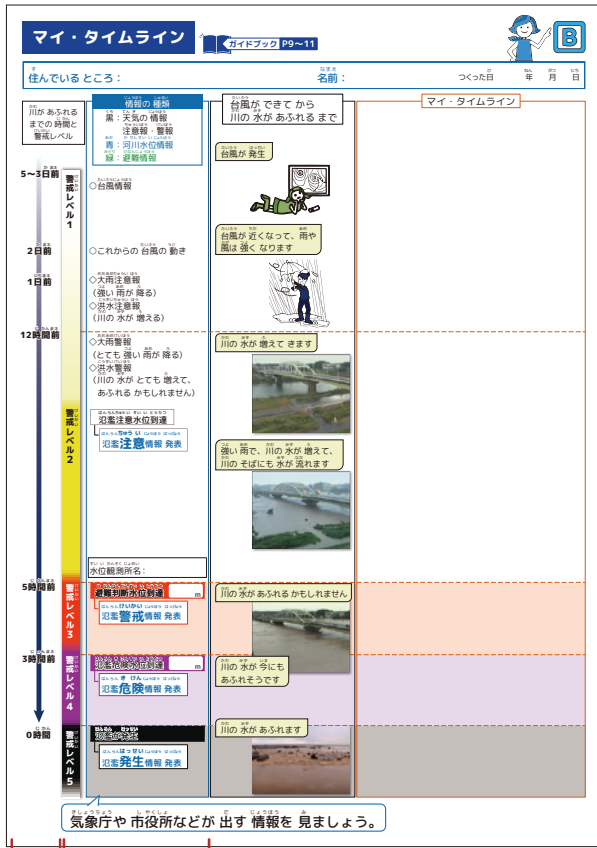 マイ・タイムライン
ガイドブック P9〜11
B
住んでいる ところ：
名前：
つくった日 年 月 日
川が あふれる
までの 時間と
警戒レベル
情報の 種類
黒：天気の 情報
注意報・警報
青：河川水位情報
緑：避難情報
台風が できて から
川の 水が あふれる まで
マイ・タイムライン
5〜3日前
警戒レベル1
○台風情報
台風が 発生
2日前
○これからの 台風の 動き
台風が 近くなって、雨や
風は 強く なります
1日前
◇大雨注意報
（強い 雨が 降る）
◇洪水注意報
（川の 水が 増える）
12時間前
◇大雨警報
（とても 強い 雨が 降る）
◇洪水警報
（川の 水が とても 増えて、
あふれる かもしれません）
川の 水が 増えて きます
警戒レベル2
氾濫注意水位到達
氾濫注意情報 発表
強い 雨で、川の 水が 増え、
川の そばにも 水が 流れます
水位観測所名：
5時間前
警戒レベル3
避難判断水位到達 m
氾濫警戒情報 発表
川の 水が あふれる かもしれません
3時間前
警戒レベル4
氾濫危険水位到達 m
氾濫危険情報 発表
川の 水が 今にも
あふれそうです
0時間
警戒レベル5
氾濫が発生
氾濫発生情報 発表
川の 水が あふれます
気象庁や 市役所などが 出す 情報を 見ましょう。